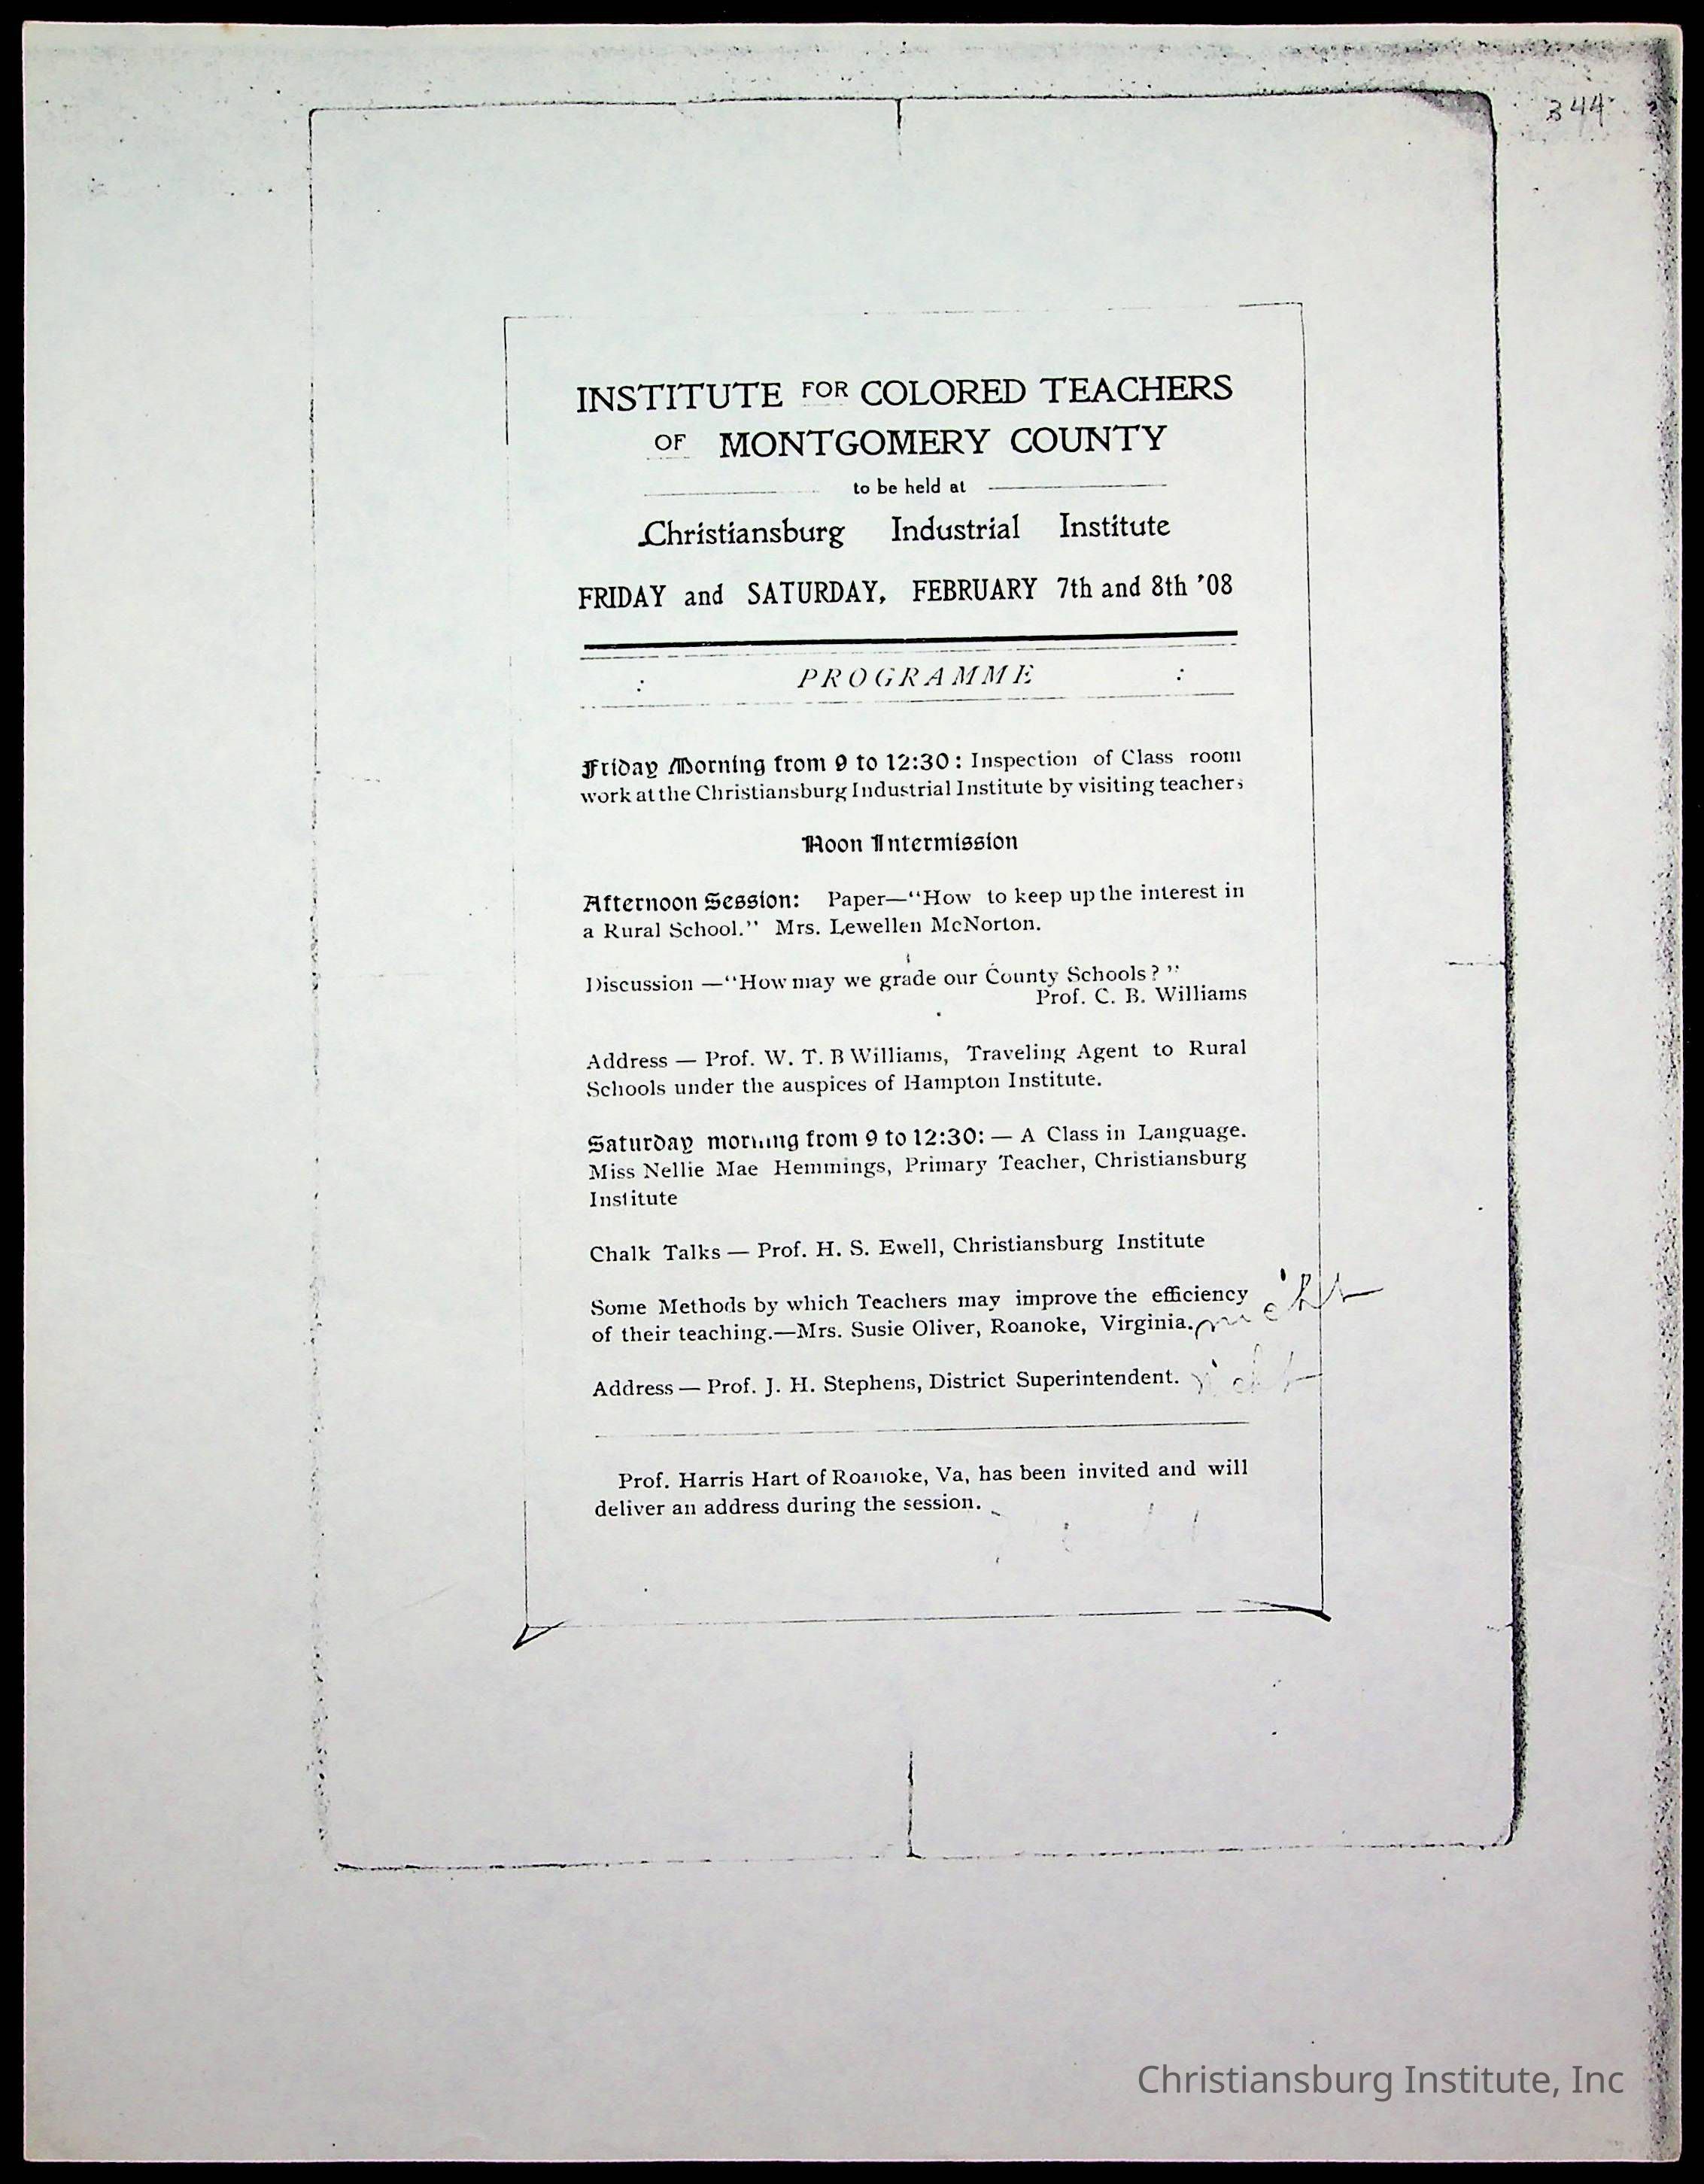 344
INSTITUTE FOR COLORED TEACHERS
OF MONTGOMERY COUNTY
to be held at
Christiansburg Industrial Institute
FRIDAY and SATURDAY, FEBRUARY 7th and 8th '08
: PROGRAMME :
Friday Morning from 9 to 12:30: Inspection of Class room
work at the Christiansburg Industrial Institute by visiting teachers
Noon Intermission
Afternoon Session: Paper—"How to keep up the interest in
a Rural School." Mrs. Lewellen McNorton.
Discussion —"How may we grade our County Schools?"
Prof. C. B. Williams
Address — Prof. W. T. B Williams, Traveling Agent to Rural
Schools under the auspices of Hampton Institute.
Saturday morning from 9 to 12:30: — A Class in Language.
Miss Nellie Mae Hemmings, Primary Teacher, Christiansburg
Institute
Chalk Talks — Prof. H. S. Ewell, Christiansburg Institute
Some Methods by which Teachers may improve the efficiency
of their teaching.—Mrs. Susie Oliver, Roanoke, Virginia.
Address — Prof. J. H. Stephens, District Superintendent.
Prof. Harris Hart of Roanoke, Va, has been invited and will
deliver an address during the session.
Christiansburg Institute, Inc